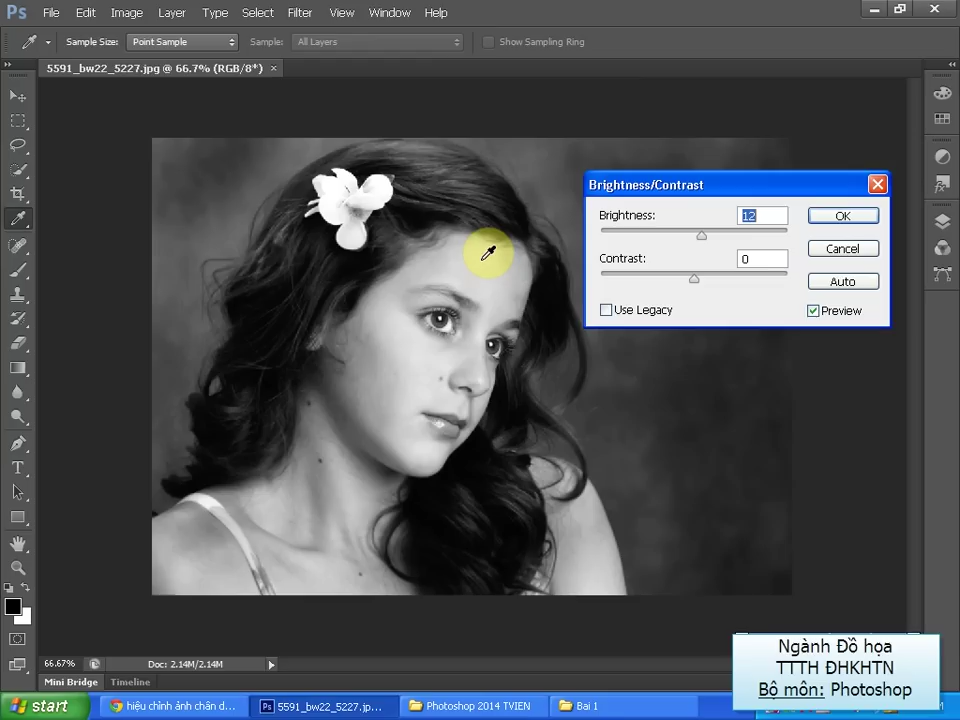 Ps File Edit Image Layer Type Select Filter View Window Help
Sample Size: Point Sample Sample: All Layers Show Sampling Ring
5591_bw22_5227.jpg @ 66.7% (RGB/8*) ×
Brightness/Contrast
Brightness: 12 OK
Cancel
Contrast: 0
Auto
Use Legacy Preview
T
66.67% Doc: 2.14M/2.14M
Mini Bridge Timeline
Ngành Đồ họa
TTTH ĐHKHTN
Bộ môn: Photoshop
start hiệu chỉnh ảnh chân d... Ps 5591_bw22_5227.jp... Photoshop 2014 TVIEN Bai 1